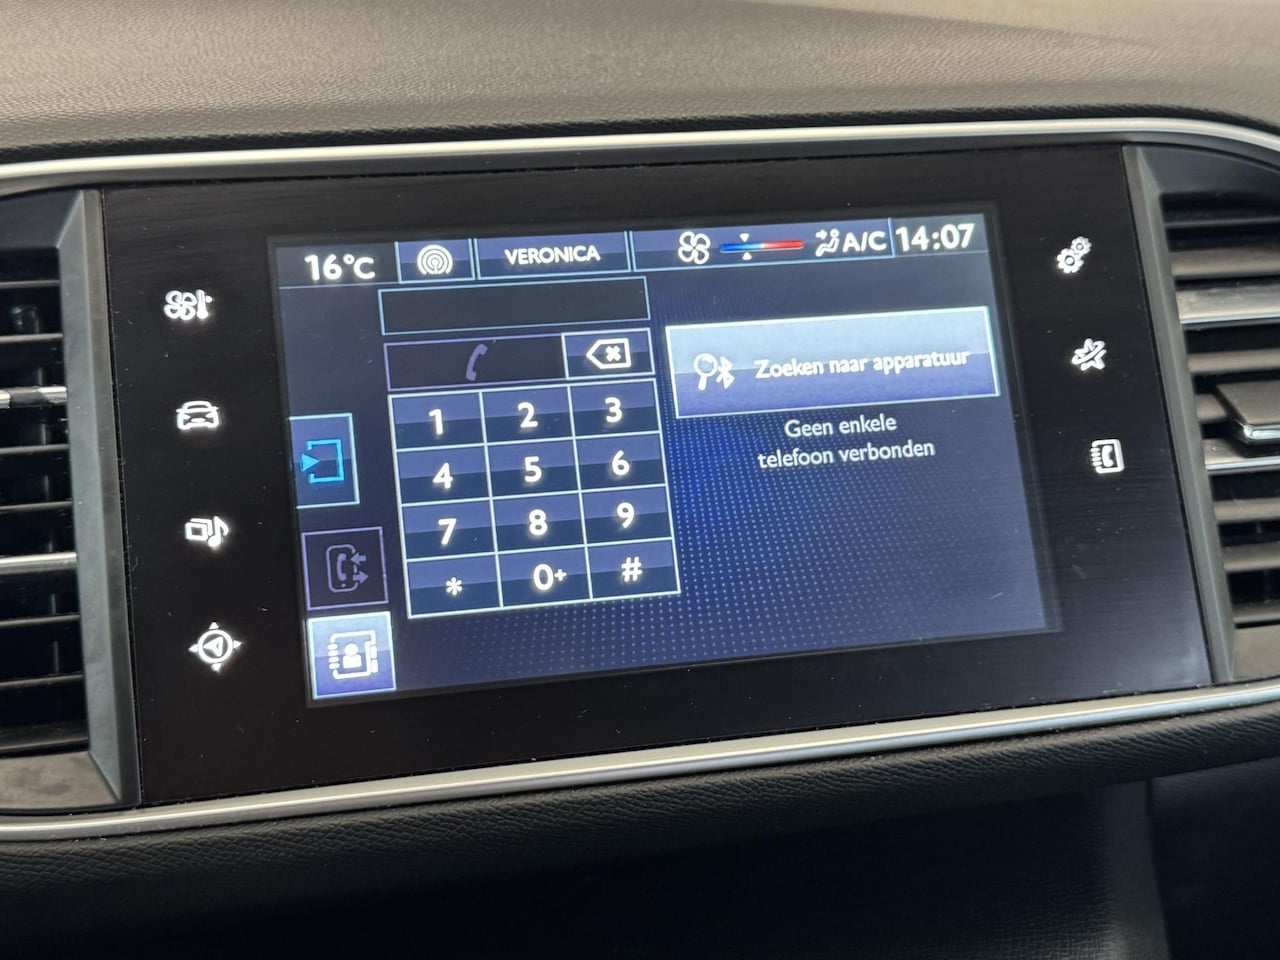 16°C VERONICA A/C 14:07
Zoeken naar apparatuur
Geen enkele
telefoon verbonden
1 2 3
4 5 6
7 8 9
* 0+ #